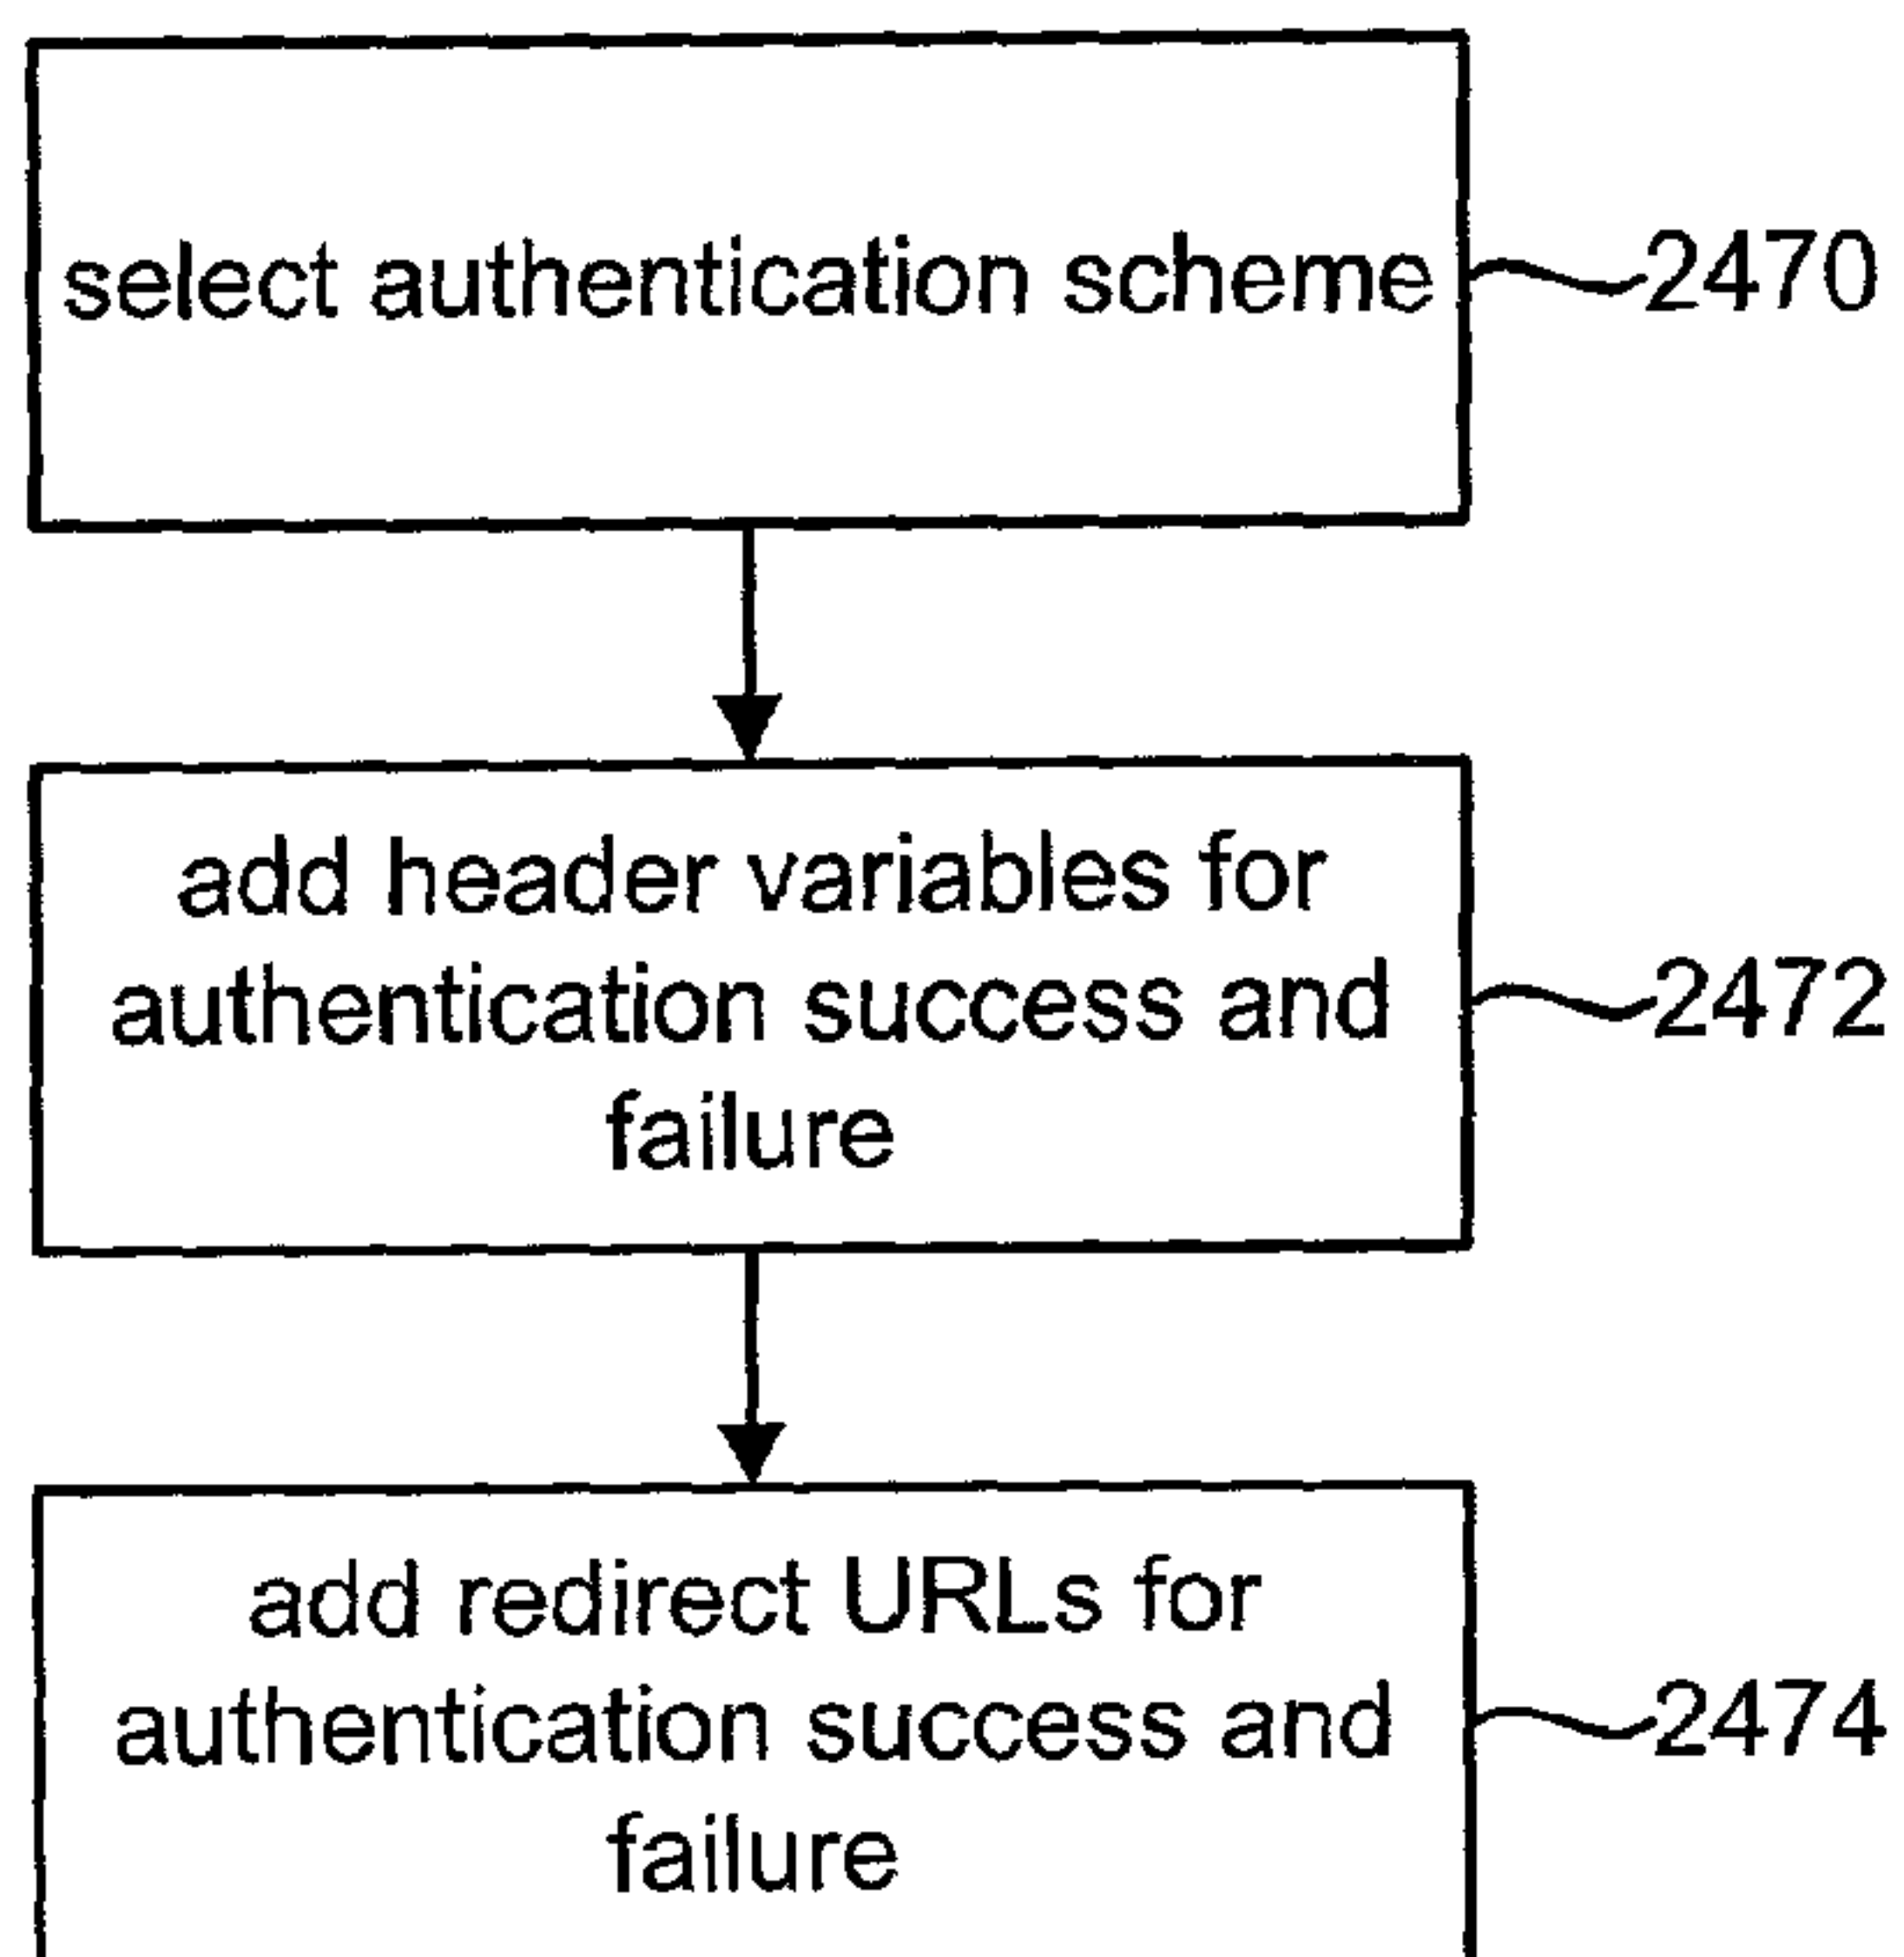 select authentication scheme
2470
add header variables for
authentication success and
failure
2472
add redirect URLs for
authentication success and
failure
2474